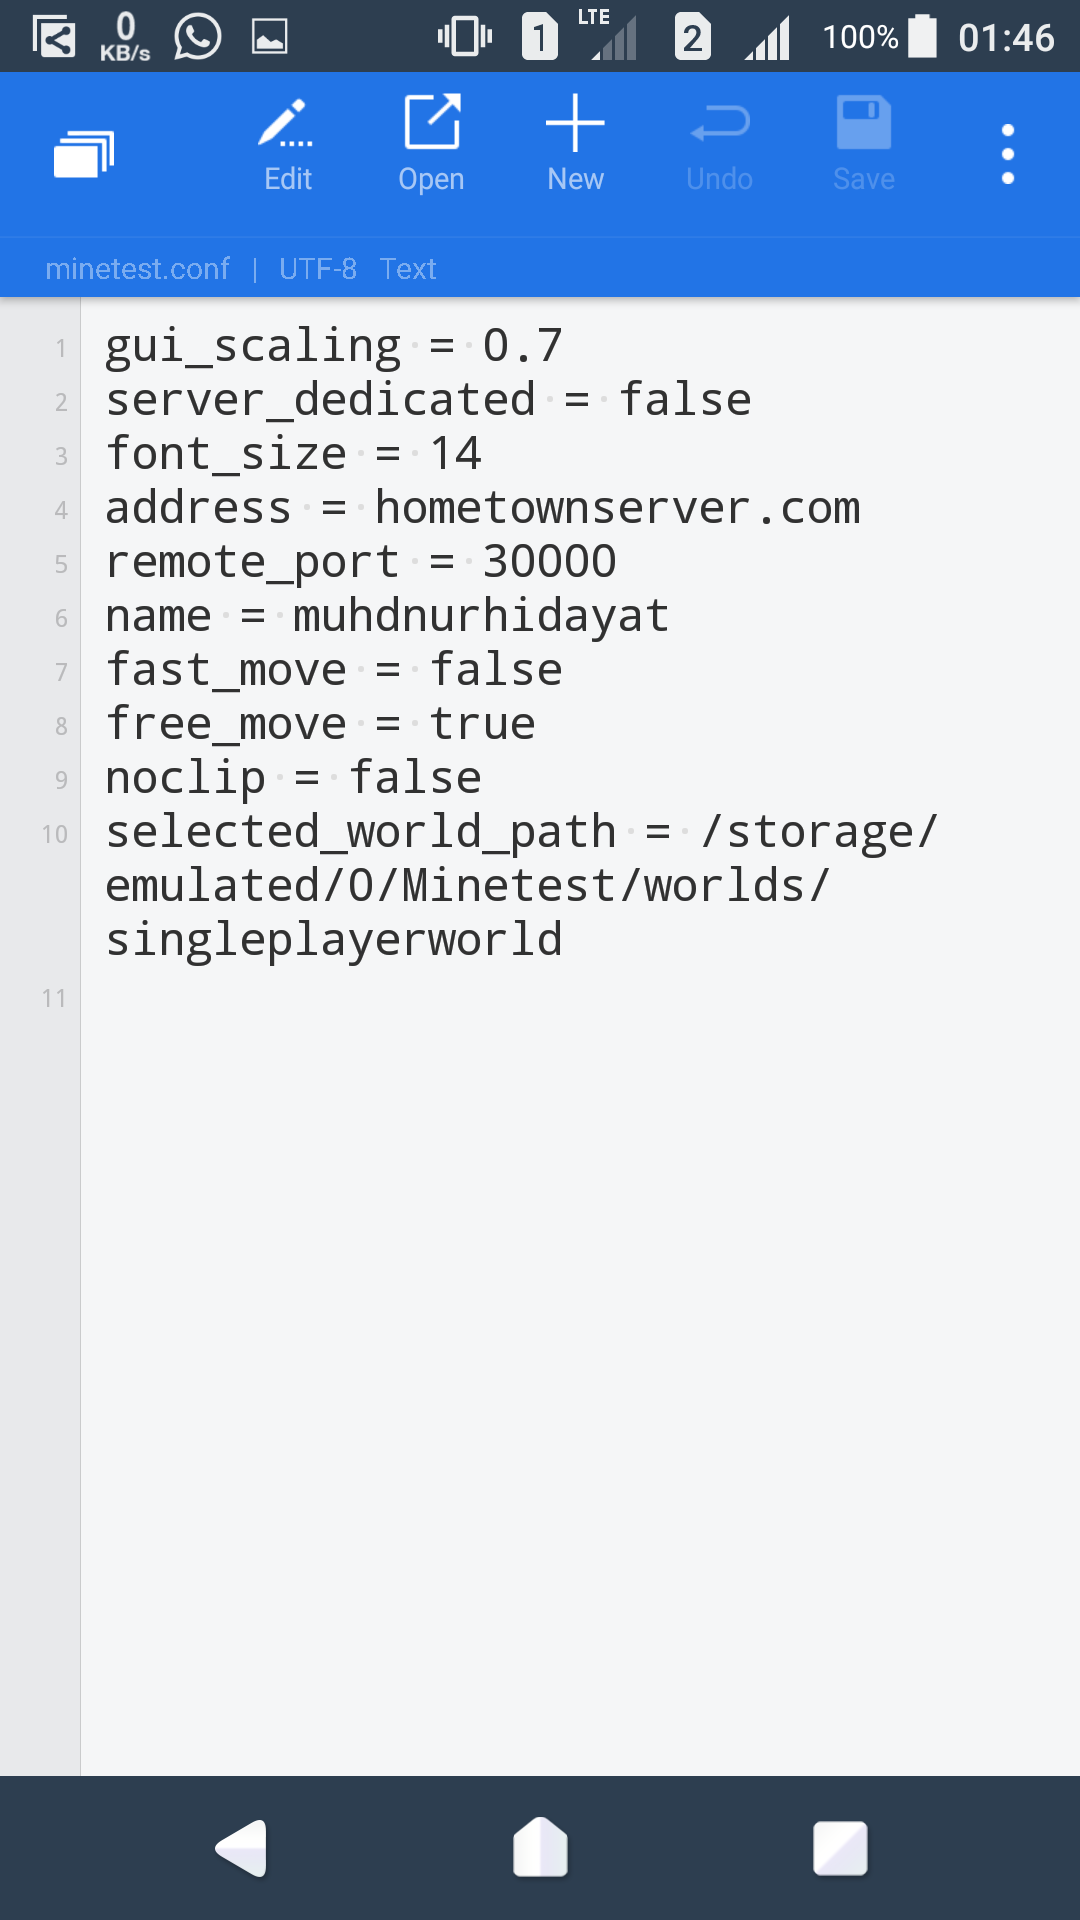 0
KB/s
1
LTE
2
100%
01:46
Edit
Open
New
Undo
Save
minetest.conf | UTF-8 Text
1 gui_scaling = 0.7
2 server_dedicated = false
3 font_size = 14
4 address = hometownserver.com
5 remote_port = 30000
6 name = muhdnurhidayat
7 fast_move = false
8 free_move = true
9 noclip = false
10 selected_world_path = /storage/
emulated/0/Minetest/worlds/
singleplayerworld
11